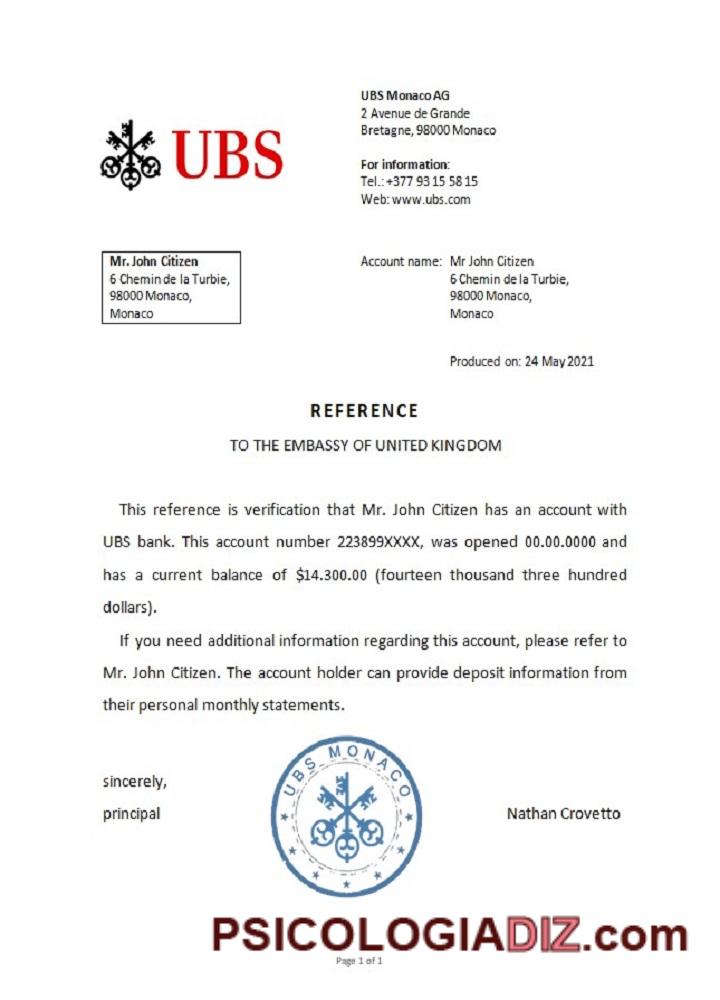 UBS
UBS Monaco AG
2 Avenue de Grande
Bretagne, 98000 Monaco
For information:
Tel.: +377 93 15 58 15
Web: www.ubs.com
Mr. John Citizen
6 Chemin de la Turbie,
98000 Monaco,
Monaco
Account name: Mr John Citizen
6 Chemin de la Turbie,
98000 Monaco,
Monaco
Produced on: 24 May 2021
REFERENCE
TO THE EMBASSY OF UNITED KINGDOM
This reference is verification that Mr. John Citizen has an account with
UBS bank. This account number 223899XXXX, was opened 00.00.0000 and
has a current balance of $14.300.00 (fourteen thousand three hundred
dollars).
If you need additional information regarding this account, please refer to
Mr. John Citizen. The account holder can provide deposit information from
their personal monthly statements.
UBS MONACO
sincerely,
principal
Nathan Crovetto
PSICOLOGIADIZ.com
Page 1 of 1